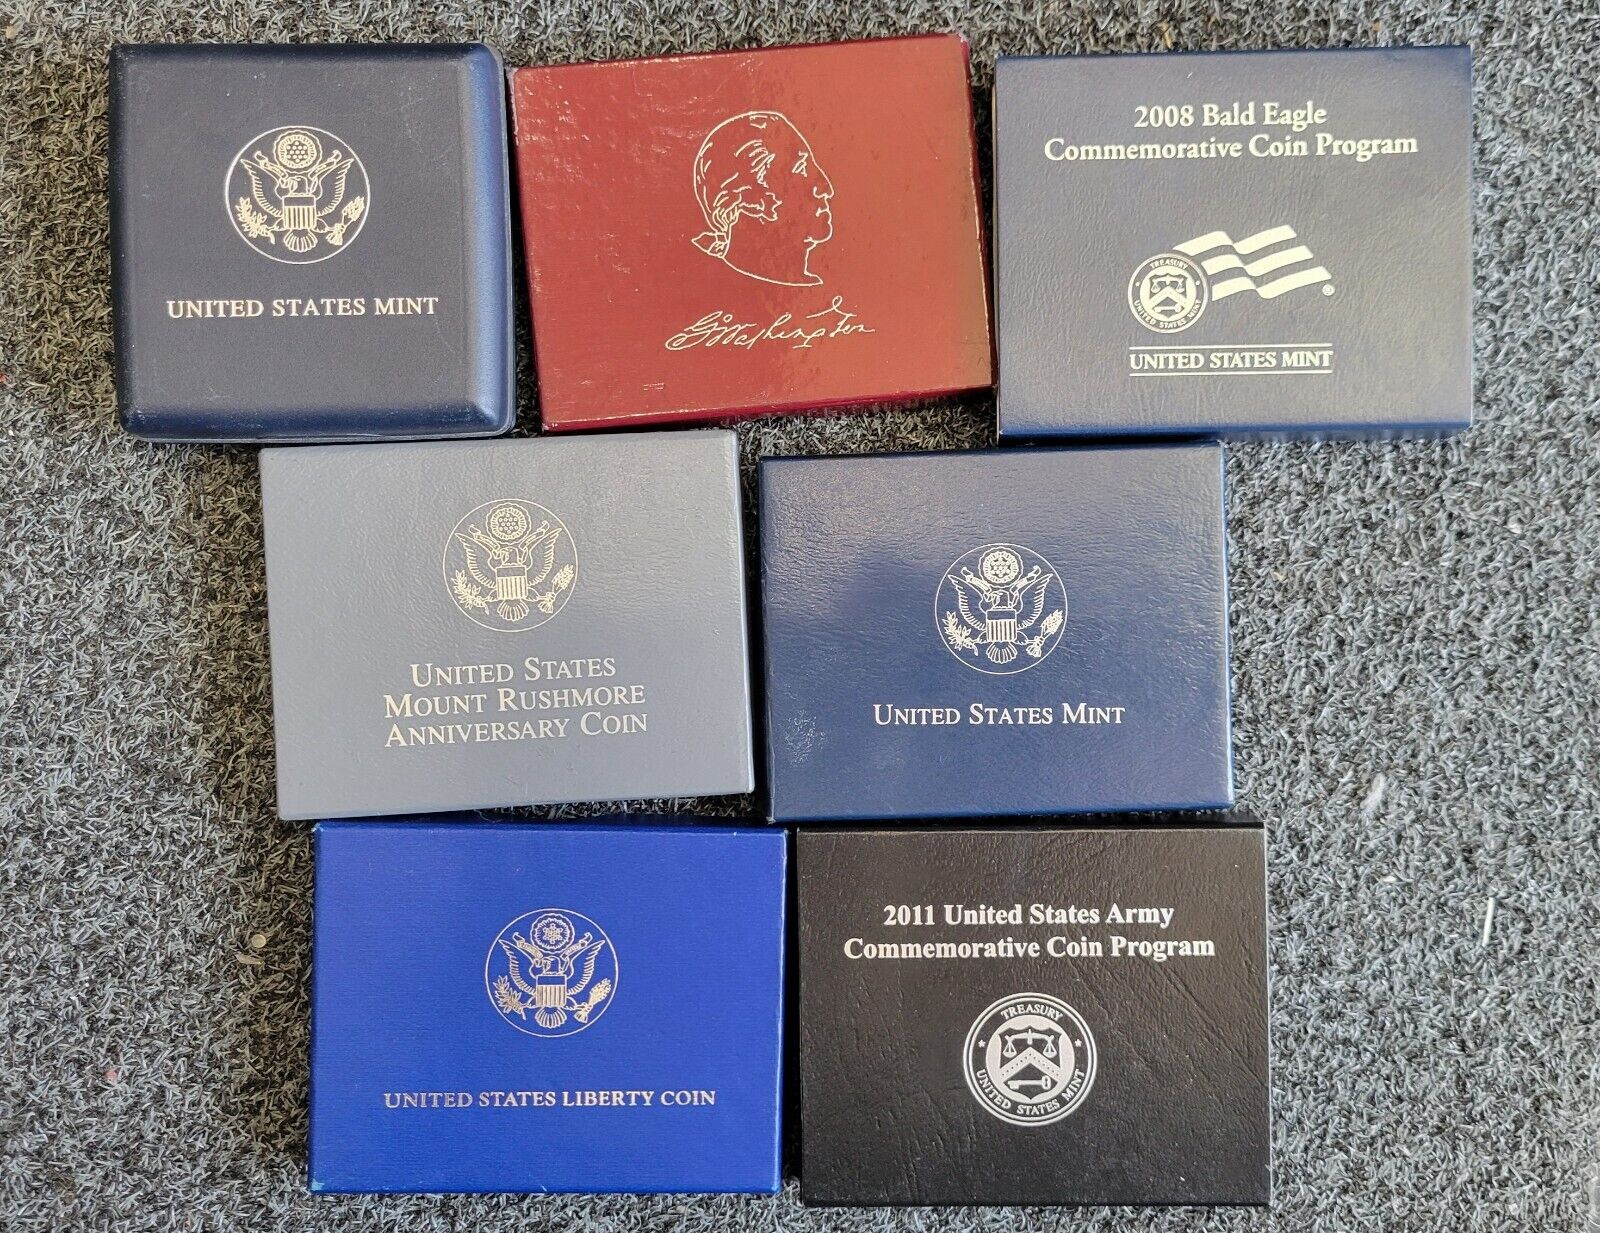 UNITED STATES MINT
G:Washington
2008 Bald Eagle
Commemorative Coin Program
TREASURY
UNITED STATES MINT
®
UNITED STATES MINT
UNITED STATES
MOUNT RUSHMORE
ANNIVERSARY COIN
UNITED STATES MINT
UNITED STATES LIBERTY COIN
2011 United States Army
Commemorative Coin Program
TREASURY
UNITED STATES MINT